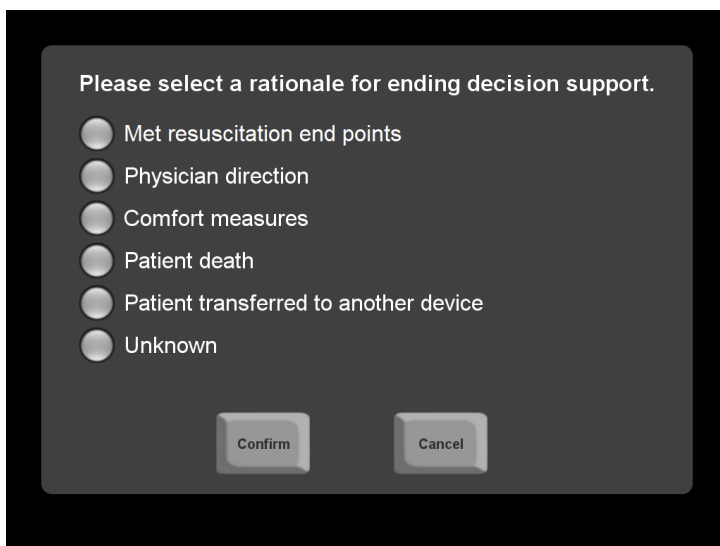 Please select a rationale for ending decision support.
Met resuscitation end points
Physician direction
Comfort measures
Patient death
Patient transferred to another device
Unknown
Confirm
Cancel